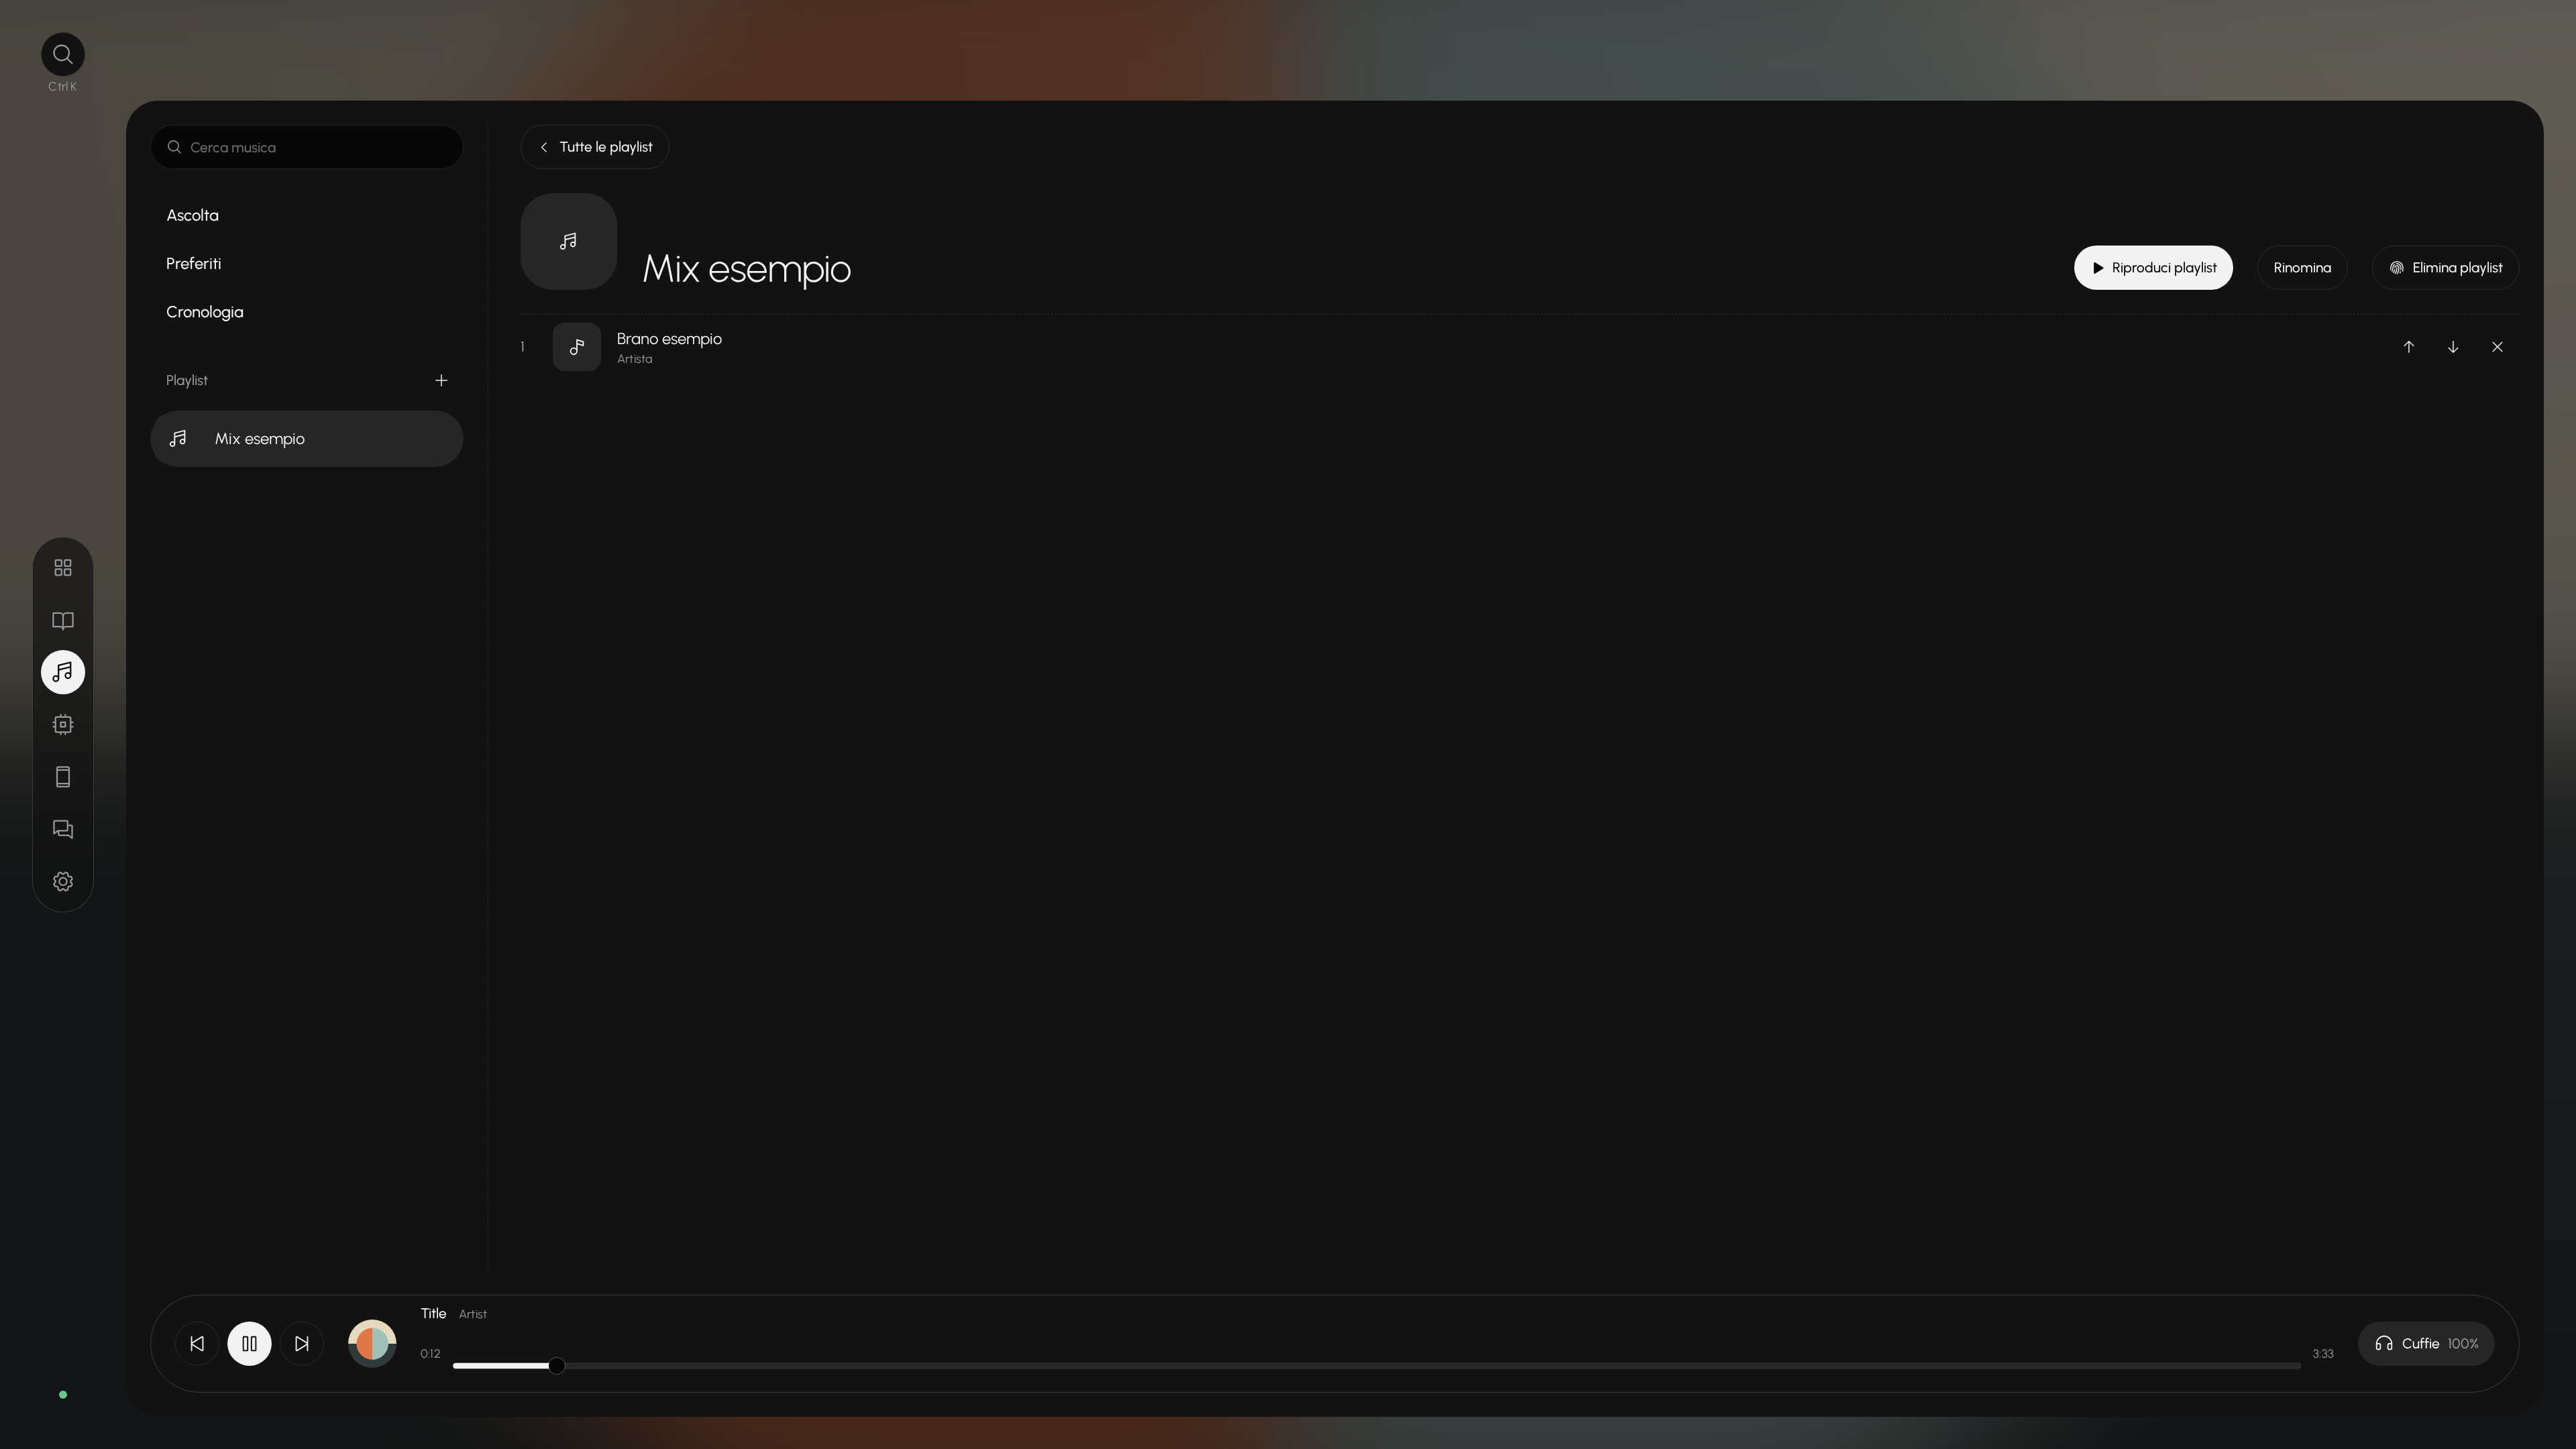 Ctrl K
Cerca musica
Tutte le playlist
Ascolta
Preferiti
Cronologia
Playlist
Mix esempio
Mix esempio
Riproduci playlist
Rinomina
Elimina playlist
1
Brano esempio
Artista
Title Artist
0:12
3:33
Cuffie 100%